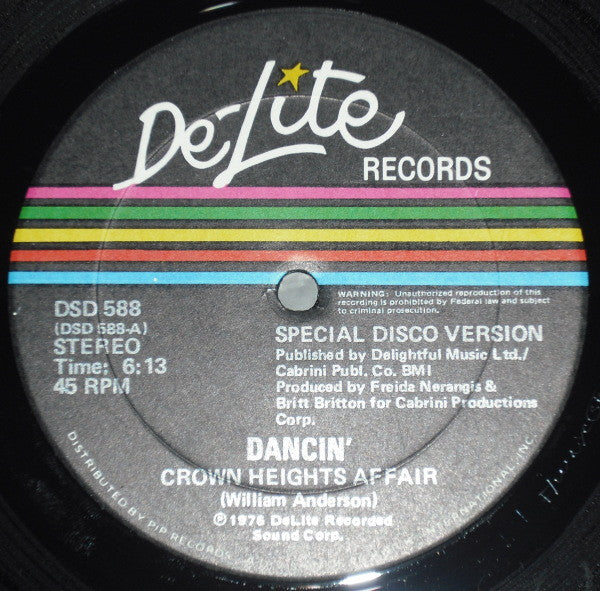 De-Lite
RECORDS
WARNING: Unauthorized reproduction of this
recording is prohibited by Federal law and subject
to criminal prosecution.
DSD 588
(DSD 588-A)
STEREO
Time: 6:13
45 RPM
SPECIAL DISCO VERSION
Published by Delightful Music Ltd./
Cabrini Publ. Co. BMI
Produced by Freida Nerangis &
Britt Britton for Cabrini Productions
Corp.
DANCIN'
CROWN HEIGHTS AFFAIR
(William Anderson)
℗ 1976 DeLite Recorded
Sound Corp.
DISTRIBUTED BY PIP RECORDS
INTERNATIONAL, INC.